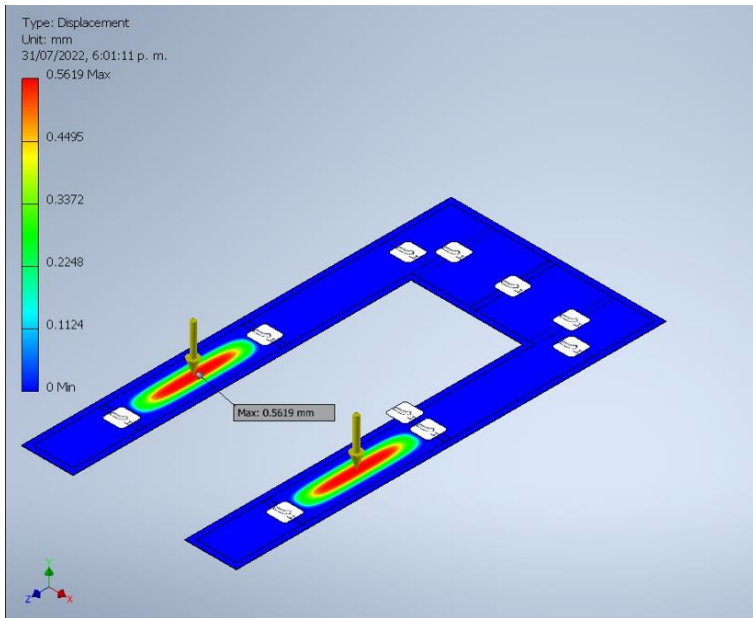 Type: Displacement
Unit: mm
31/07/2022, 6:01:11 p. m.
0.5619 Max
0.4495
0.3372
0.2248
0.1124
0 Min
Max: 0.5619 mm
Y
Z
X